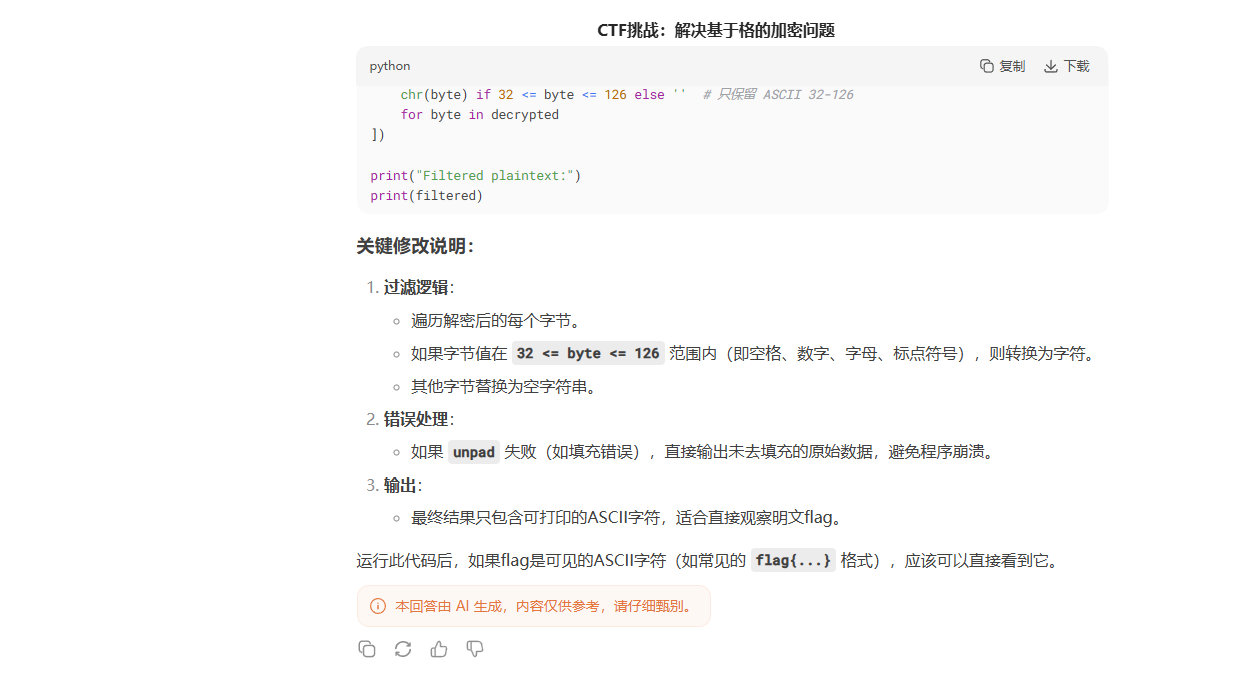 CTF挑战：解决基于格的加密问题
python 复制 下载
chr(byte) if 32 <= byte <= 126 else '' # 只保留 ASCII 32-126
for byte in decrypted
])
print("Filtered plaintext:")
print(filtered)
关键修改说明：
1. 过滤逻辑：
遍历解密后的每个字节。
如果字节值在 32 <= byte <= 126 范围内（即空格、数字、字母、标点符号），则转换为字符。
其他字节替换为空字符串。
2. 错误处理：
如果 unpad 失败（如填充错误），直接输出未去填充的原始数据，避免程序崩溃。
3. 输出：
最终结果只包含可打印的ASCII字符，适合直接观察明文flag。
运行此代码后，如果flag是可见的ASCII字符（如常见的 flag{...} 格式），应该可以直接看到它。
本回答由 AI 生成，内容仅供参考，请仔细甄别。